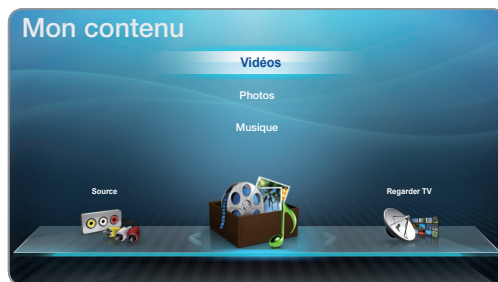 Mon contenu
Vidéos
Photos
Musique
Source
Regarder TV